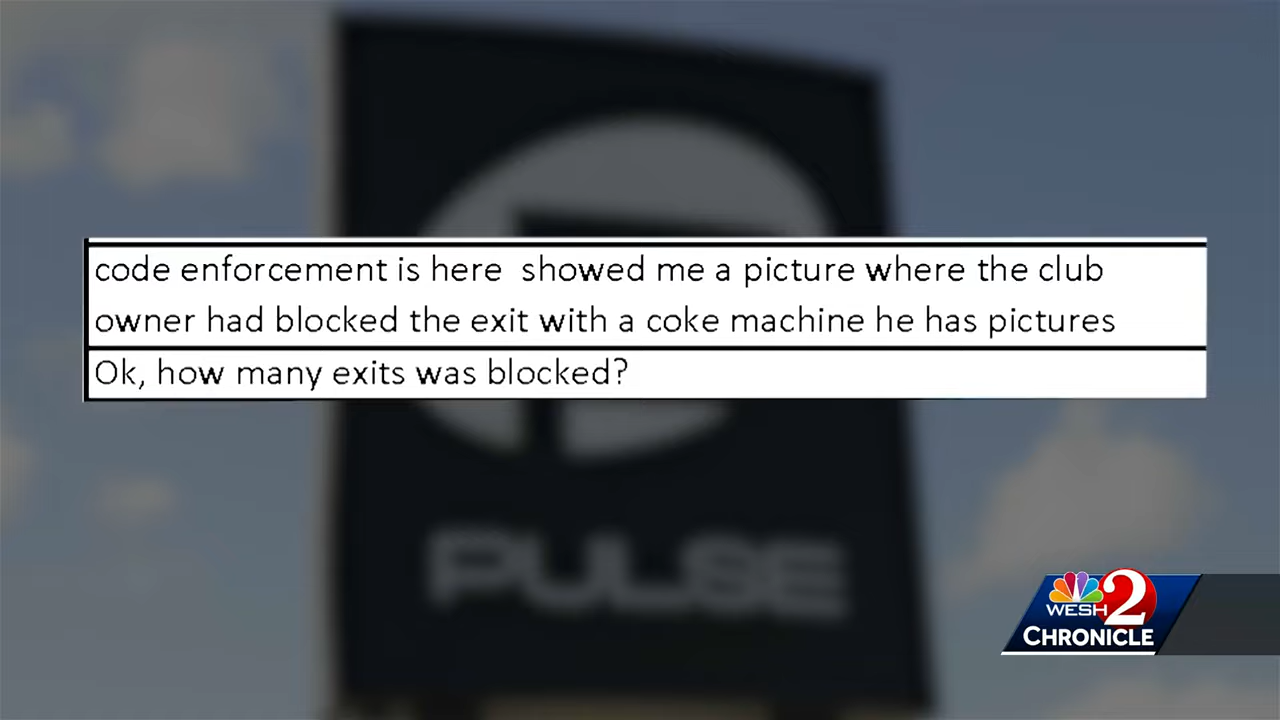 code enforcement is here  showed me a picture where the club
owner had blocked the exit with a coke machine he has pictures
Ok, how many exits was blocked?
PULSE
WESH 2
CHRONICLE